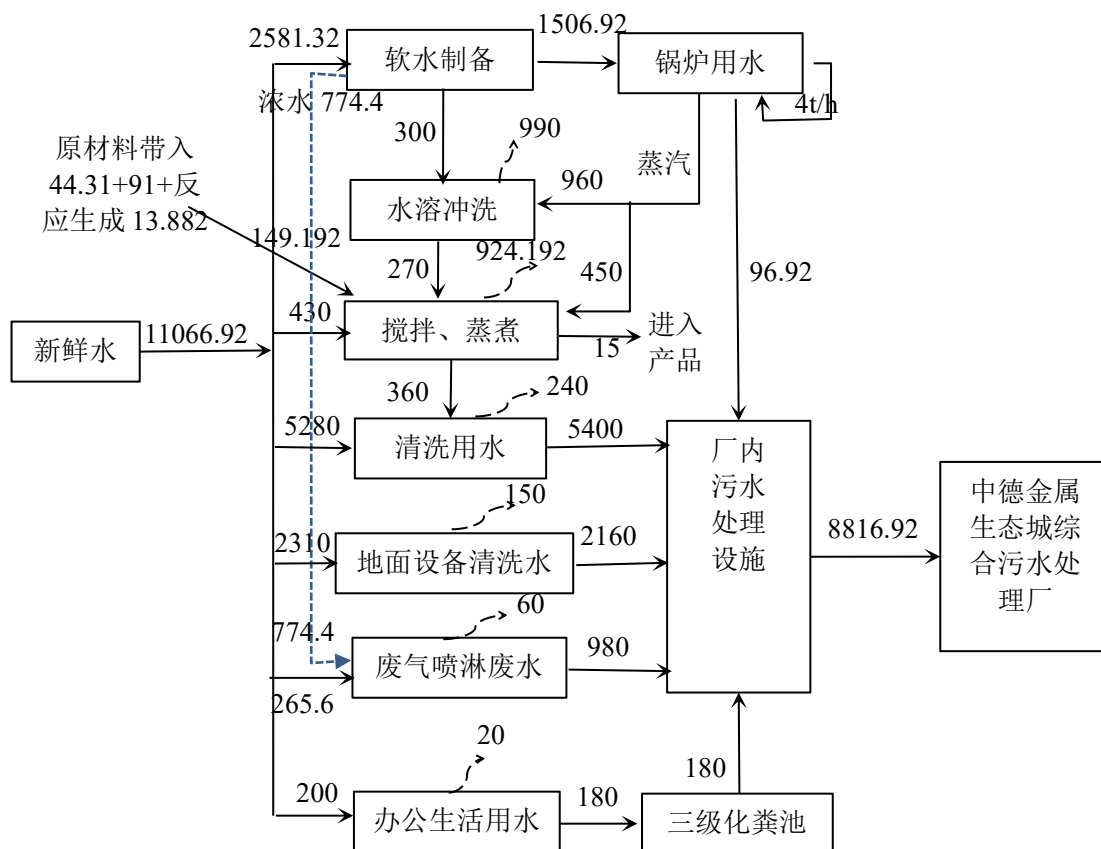 2581.32
软水制备
1506.92
锅炉用水
4t/h
浓水 774.4
300
990
蒸汽
原材料带入
44.31+91+反
应生成 13.882
960
水溶冲洗
149.192
270
924.192
450
96.92
新鲜水
11066.92
430
搅拌、蒸煮
15
进入
产品
360
240
5280
清洗用水
5400
厂内
污水
处理
设施
8816.92
中德金属
生态城综
合污水处
理厂
150
2310
地面设备清洗水
2160
60
774.4
废气喷淋废水
980
265.6
20
200
办公生活用水
180
三级化粪池
180